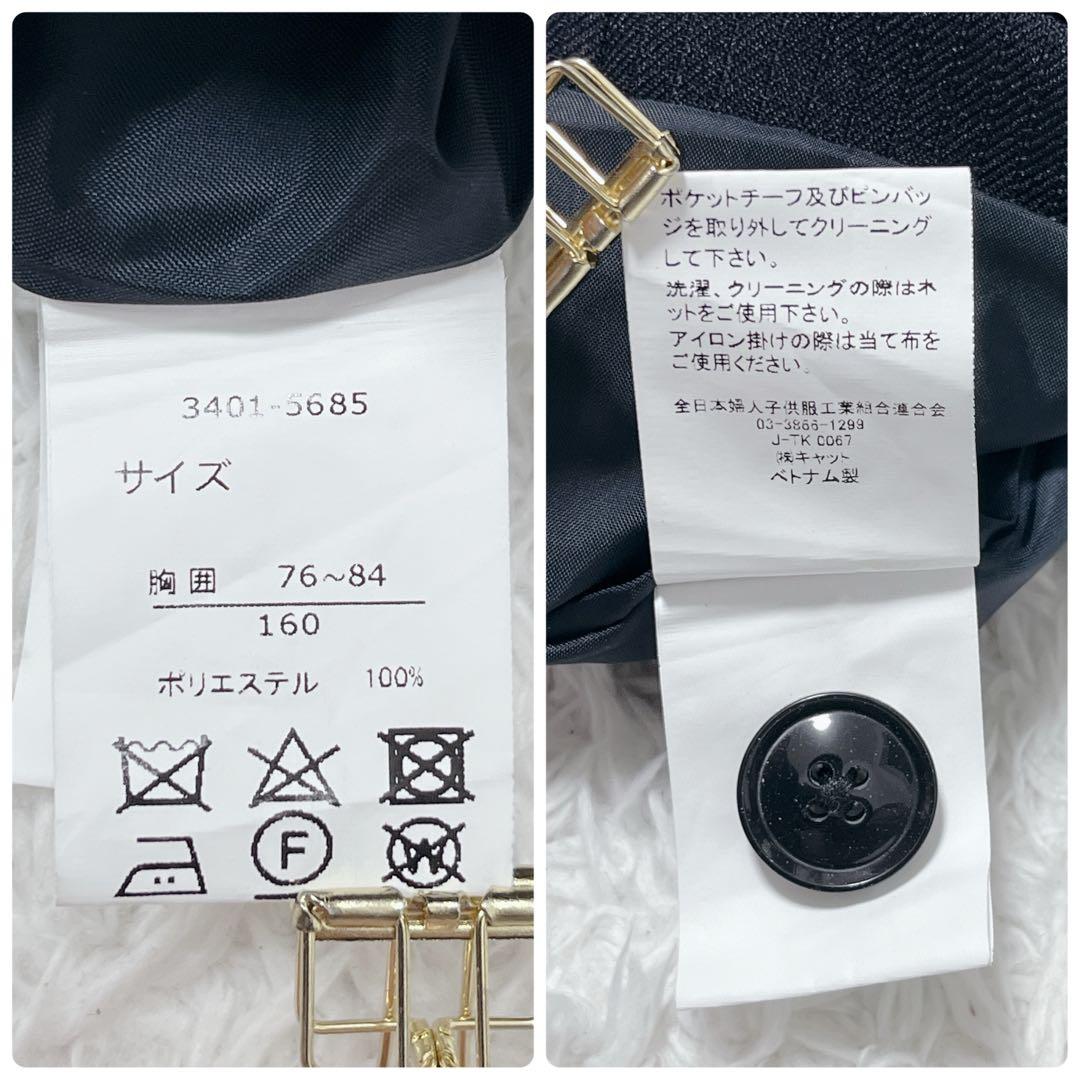 3401-5685
サイズ
胸囲 76～84
160
ポリエステル 100%
F
W
ポケットチーフ及びピンバッ
ジを取り外してクリーニング
して下さい。
洗濯、クリーニングの際はネ
ットをご使用下さい。
アイロン掛けの際は当て布を
ご使用ください。
全日本婦人子供服工業組合連合会
03-3866-1299
J-TK 0067
㈱キャット
ベトナム製